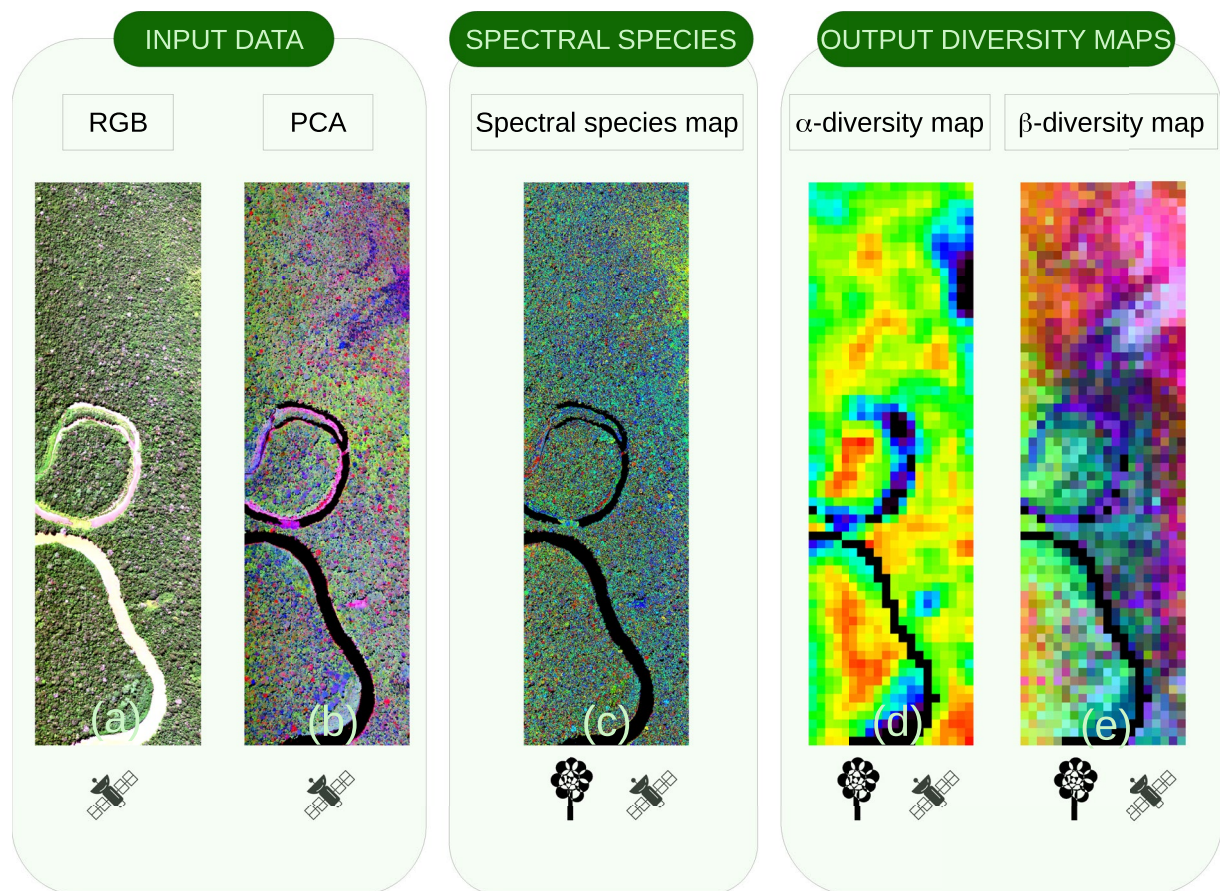 INPUT DATA
SPECTRAL SPECIES
OUTPUT DIVERSITY MAPS
RGB
PCA
Spectral species map
α-diversity map
β-diversity map
(a)
(b)
(c)
(d)
(e)